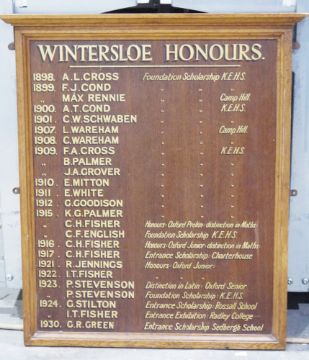 WINTERSLOE HONOURS.
1898. A.L. CROSS Foundation Scholarship K.E.H.S.
1899. F.J. COND " " "
" MAX RENNIE " " Camp Hill.
1900. A.T. COND " " K.E.H.S.
1901. C.W. SCHWABEN " " "
1907. L. WAREHAM " " Camp Hill.
1908. C. WAREHAM " " "
1909. F.A. CROSS " " K.E.H.S.
" B. PALMER " " "
" J.A. GROVER " " "
1910. E. MITTON " " "
1911. E. WHITE " " "
1912. G. GOODISON " " "
1915. K.G. PALMER " " "
" C.H. FISHER Honours-Oxford Prelim-distinction in Maths:
" C.F. ENGLISH Foundation Scholarship K.E.H.S.
1916. C.H. FISHER Honours-Oxford Junior-distinction in Maths:
1917. C.H. FISHER Entrance Scholarship: Charterhouse
1921. R. JENNINGS Honours-Oxford Junior:
1922. I.T. FISHER " "
1923. P. STEVENSON Distinction in Latin-Oxford Senior
" P. STEVENSON Foundation Scholarship K.E.H.S.
1924. G. STILTON Entrance Scholarship: Rossall School
" I.T. FISHER Entrance Exhibition: Radley College
1930. G.R. GREEN Entrance Scholarship Sedbergh School